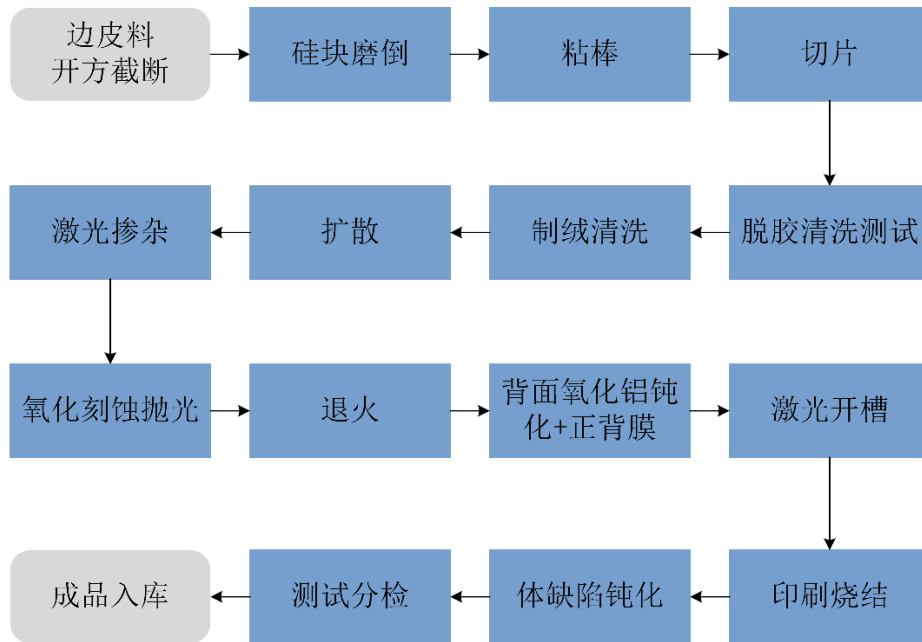 边皮料
开方截断
硅块磨倒
粘棒
切片
脱胶清洗测试
制绒清洗
扩散
激光掺杂
氧化刻蚀抛光
退火
背面氧化铝钝
化+正背膜
激光开槽
印刷烧结
体缺陷钝化
测试分检
成品入库